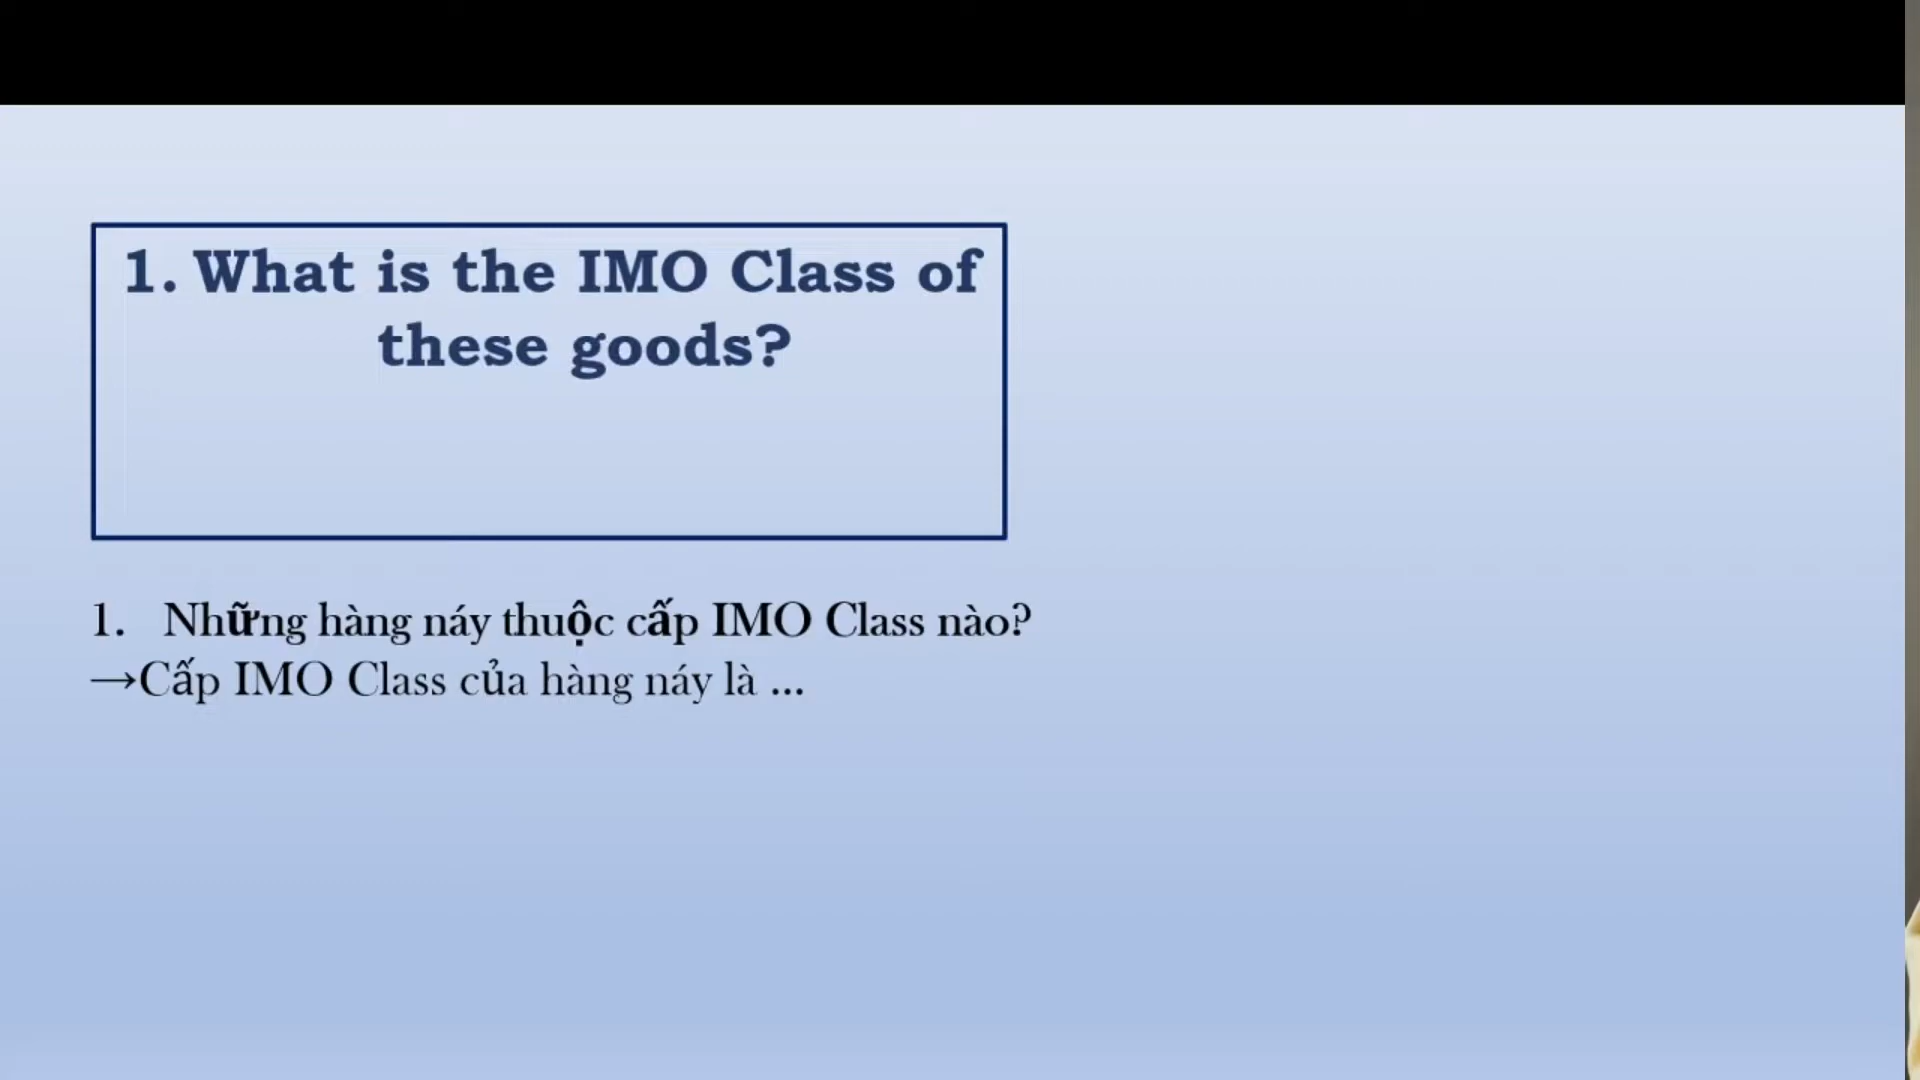 1. What is the IMO Class of
these goods?
1. Những hàng náy thuộc cấp IMO Class nào?
→Cấp IMO Class của hàng náy là ...